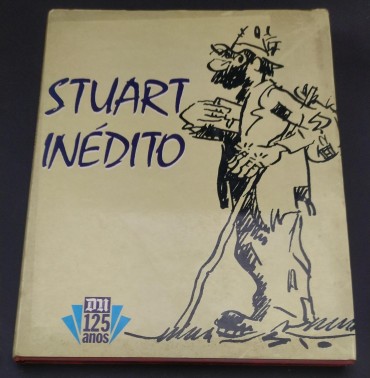 STUART
INÉDITO
DN
125
anos